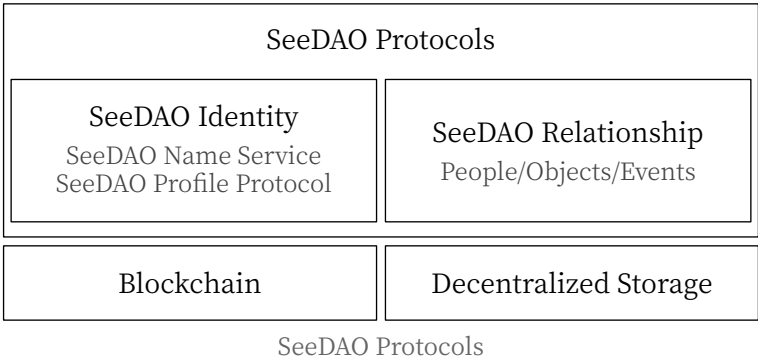 SeeDAO Protocols
SeeDAO Identity
SeeDAO Name Service
SeeDAO Profile Protocol
SeeDAO Relationship
People/Objects/Events
Blockchain
Decentralized Storage
SeeDAO Protocols